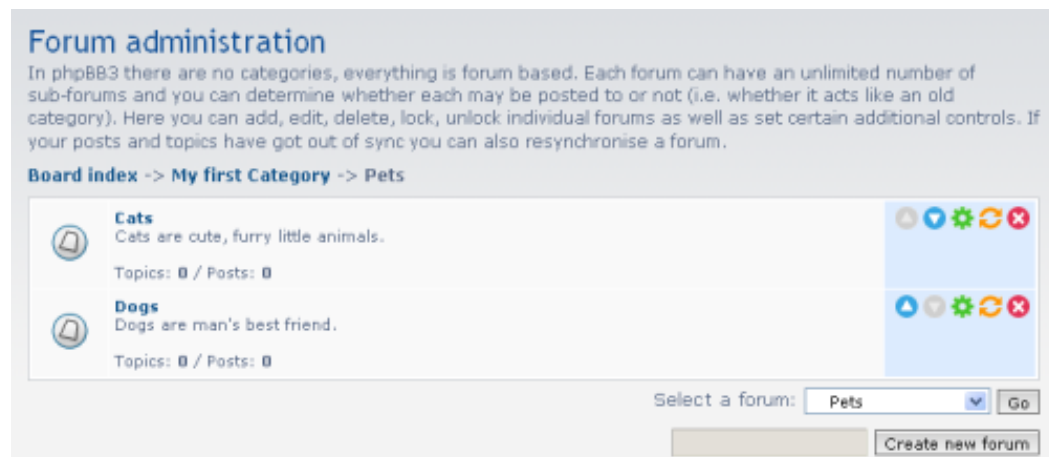 Forum administration
In phpBB3 there are no categories, everything is forum based. Each forum can have an unlimited number of
sub-forums and you can determine whether each may be posted to or not (i.e. whether it acts like an old
category). Here you can add, edit, delete, lock, unlock individual forums as well as set certain additional controls. If
your posts and topics have got out of sync you can also resynchronise a forum.
Board index -> My first Category -> Pets
Cats
Cats are cute, furry little animals.
Topics: 0 / Posts: 0
Dogs
Dogs are man's best friend.
Topics: 0 / Posts: 0
Select a forum: Pets Go
Create new forum